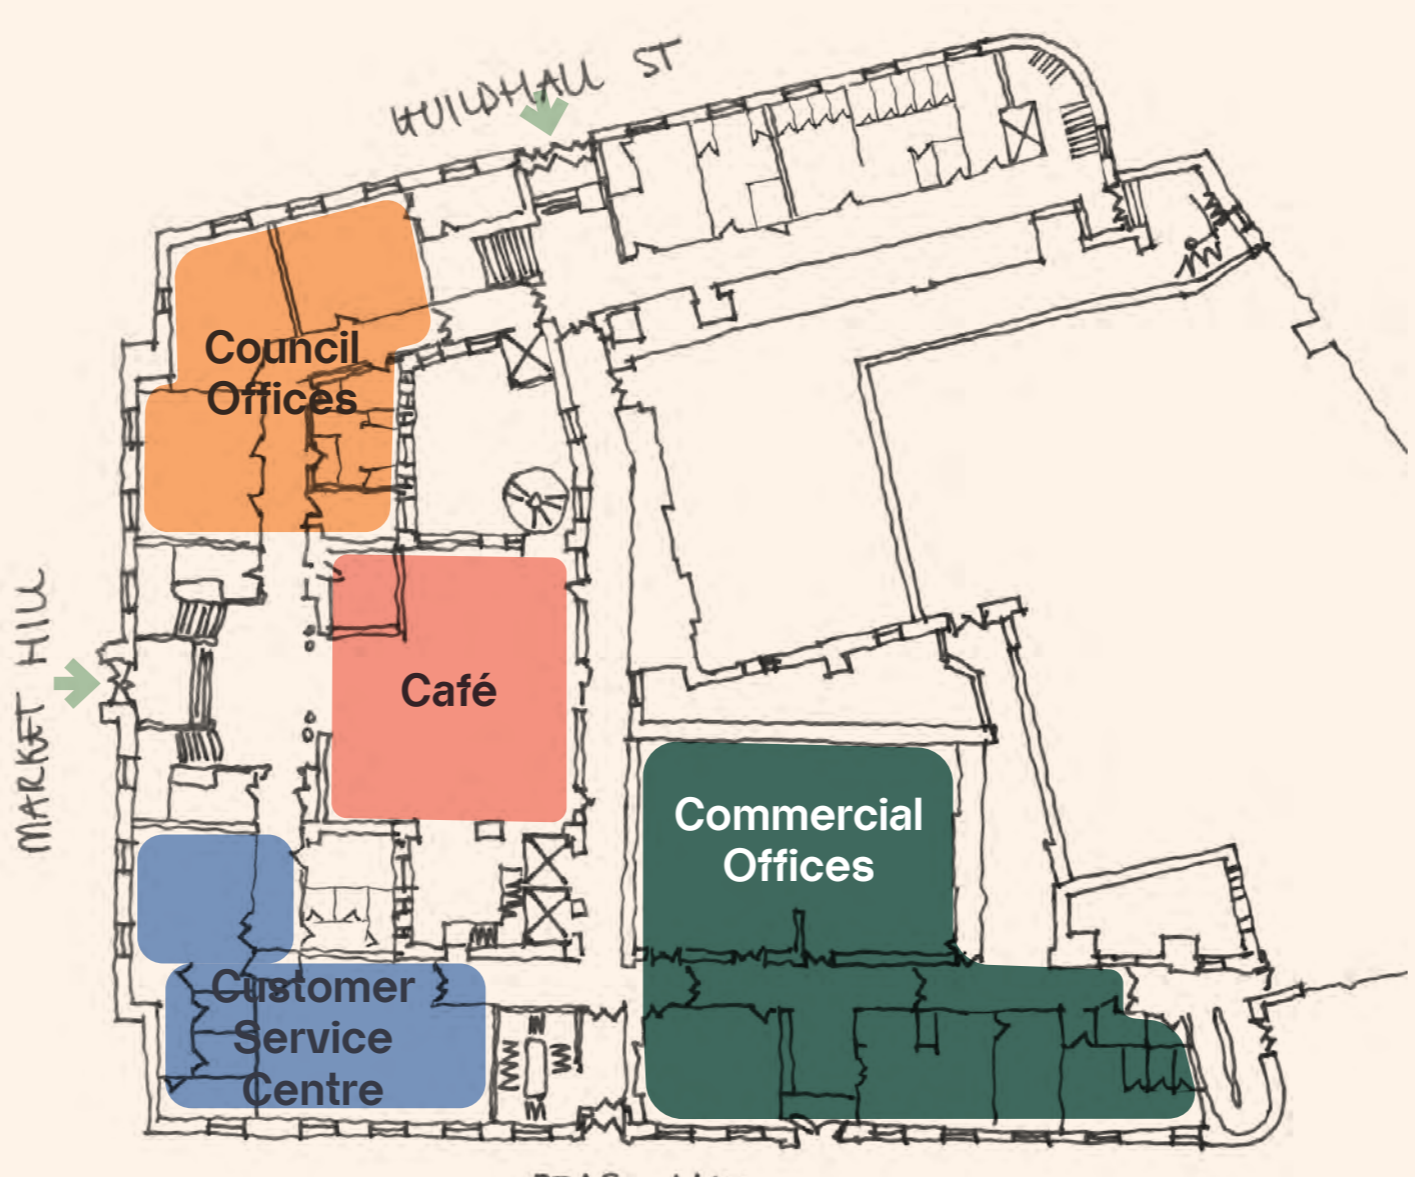 GUILDHALL ST
Council
Offices
MARKET HILL
Café
Commercial
Offices
Customer
Service
Centre